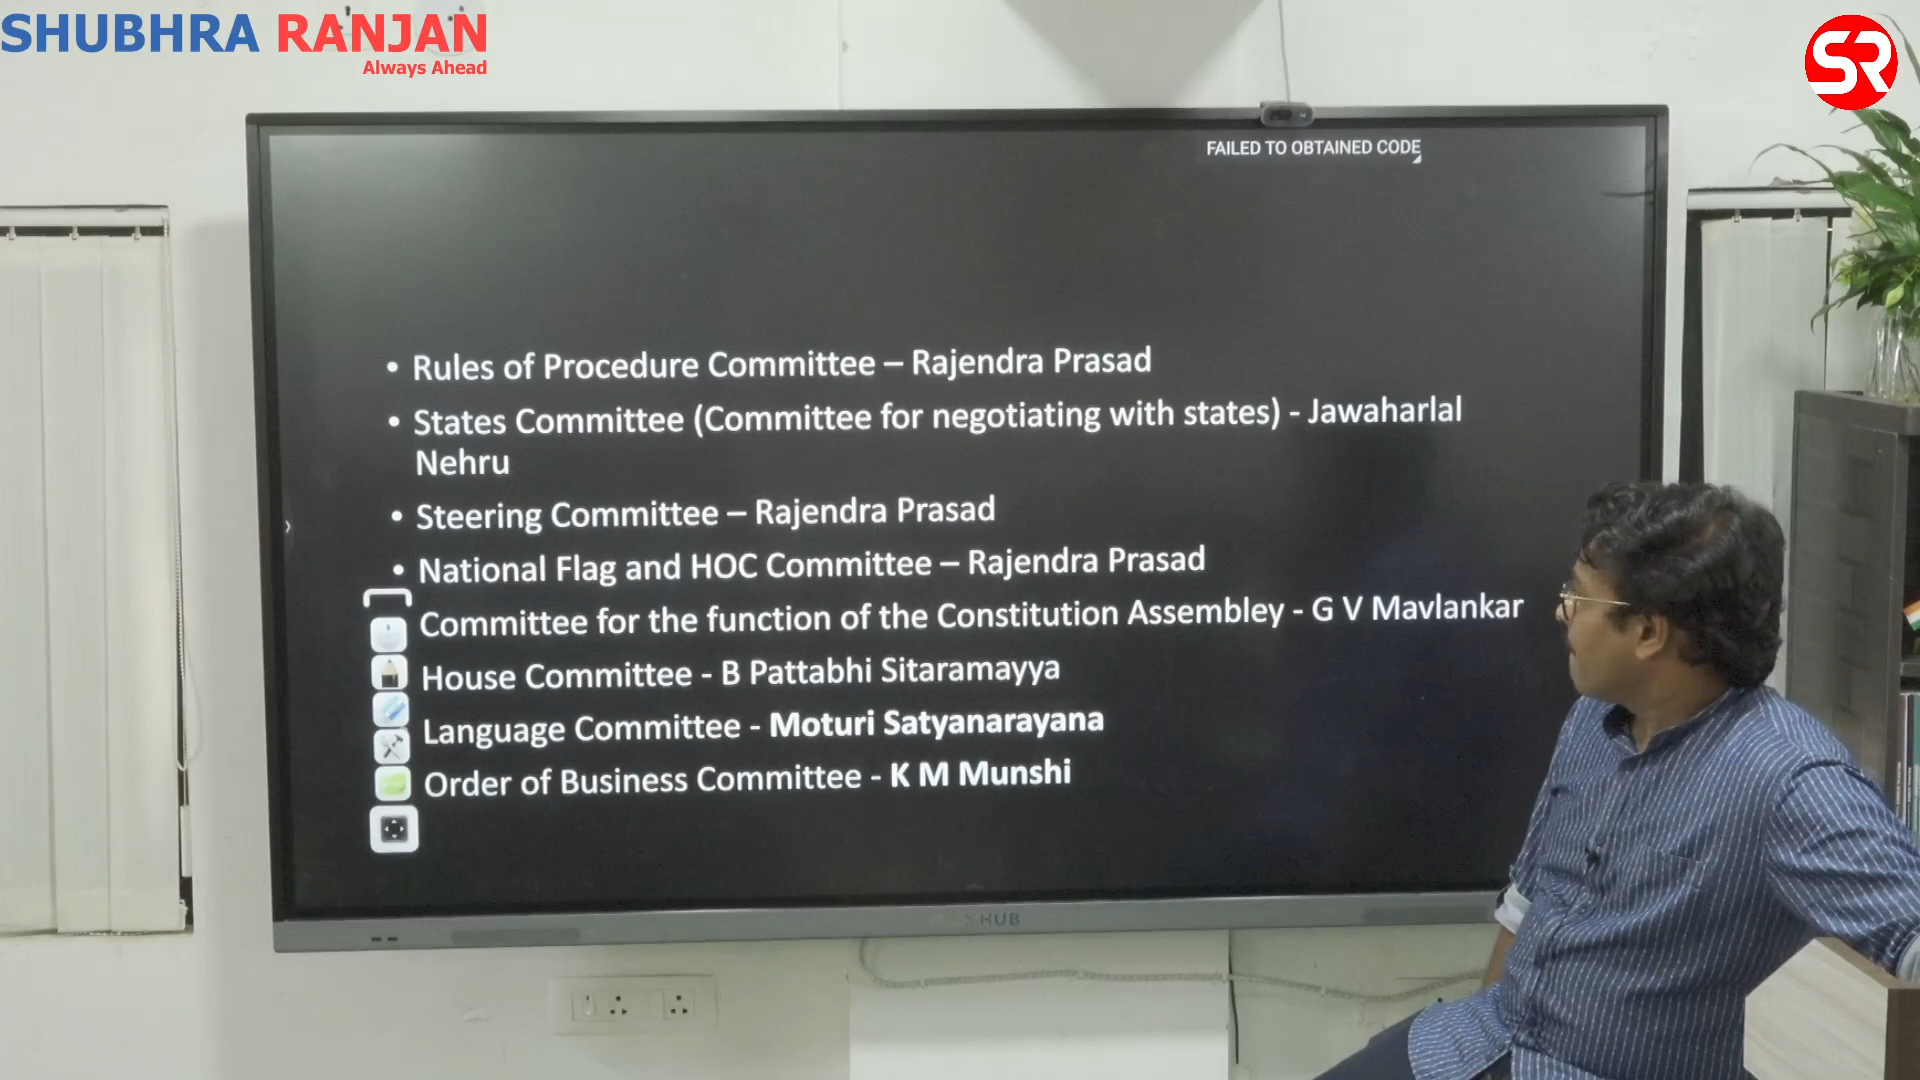 SHUBHRA RANJAN
Always Ahead
SR
FAILED TO OBTAINED CODE
• Rules of Procedure Committee – Rajendra Prasad
• States Committee (Committee for negotiating with states) - Jawaharlal
Nehru
• Steering Committee – Rajendra Prasad
• National Flag and HOC Committee – Rajendra Prasad
Committee for the function of the Constitution Assembley - G V Mavlankar
House Committee - B Pattabhi Sitaramayya
Language Committee - Moturi Satyanarayana
Order of Business Committee - K M Munshi
XHUB